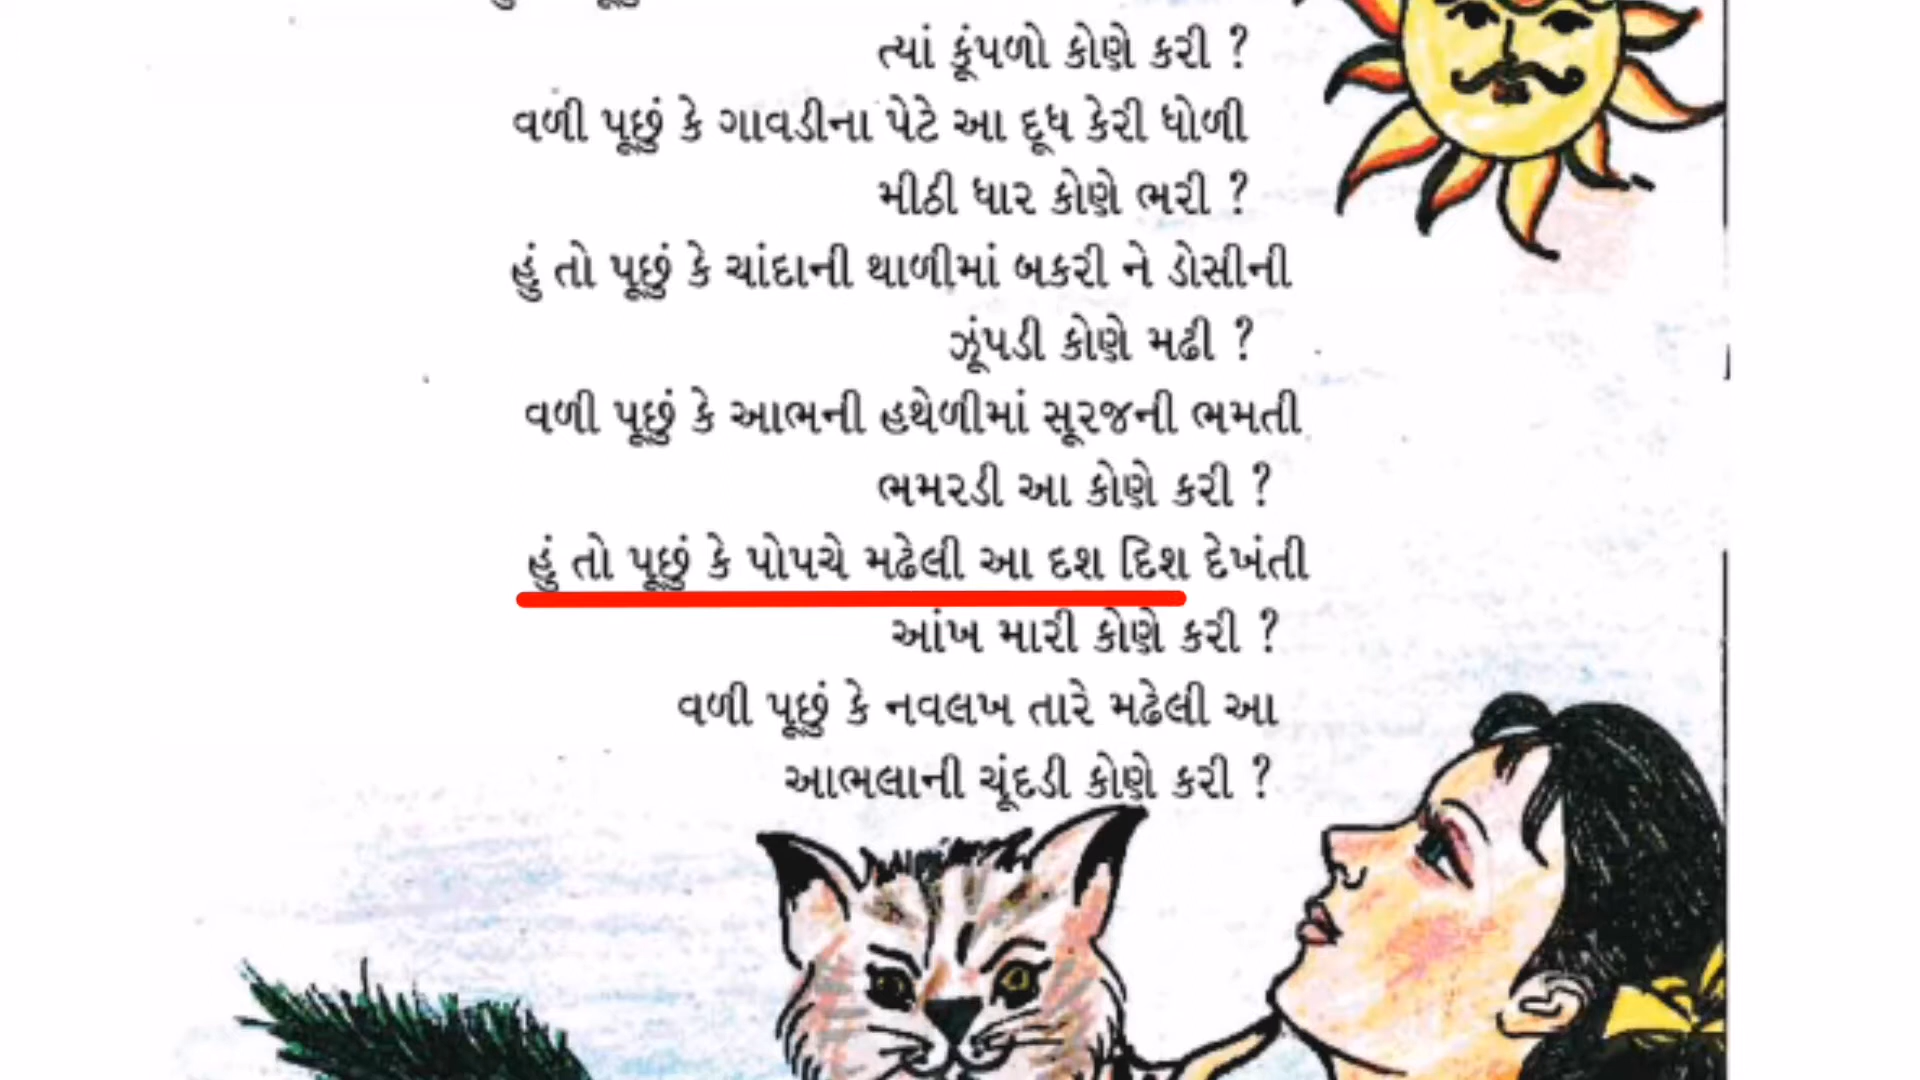 ત્યાં કૂંપળો કોણે કરી ?
વળી પૂછું કે ગાવડીના પેટે આ દૂધ કેરી ધોળી
મીઠી ધાર કોણે ભરી ?
હું તો પૂછું કે ચાંદાની થાળીમાં બકરી ને ડોસીની
ઝૂંપડી કોણે મઢી ?
વળી પૂછું કે આભની હથેળીમાં સૂરજની ભમતી
ભમરડી આ કોણે કરી ?
હું તો પૂછું કે પોપચે મઢેલી આ દશ દિશ દેખંતી
આંખ મારી કોણે કરી ?
વળી પૂછું કે નવલખ તારે મઢેલી આ
આભલાની ચૂંદડી કોણે કરી ?